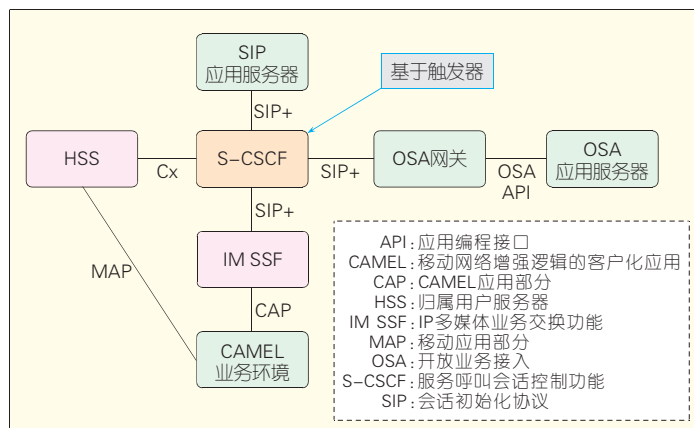 SIP
应用服务器
基于触发器
SIP+
HSS
Cx
S-CSCF
SIP+
OSA网关
OSA
API
OSA
应用服务器
SIP+
MAP
IM SSF
CAP
CAMEL
业务环境
API:应用编程接口
CAMEL:移动网络增强逻辑的客户化应用
CAP:CAMEL应用部分
HSS:归属用户服务器
IM SSF:IP多媒体业务交换功能
MAP:移动应用部分
OSA:开放业务接入
S-CSCF:服务呼叫会话控制功能
SIP:会话初始化协议